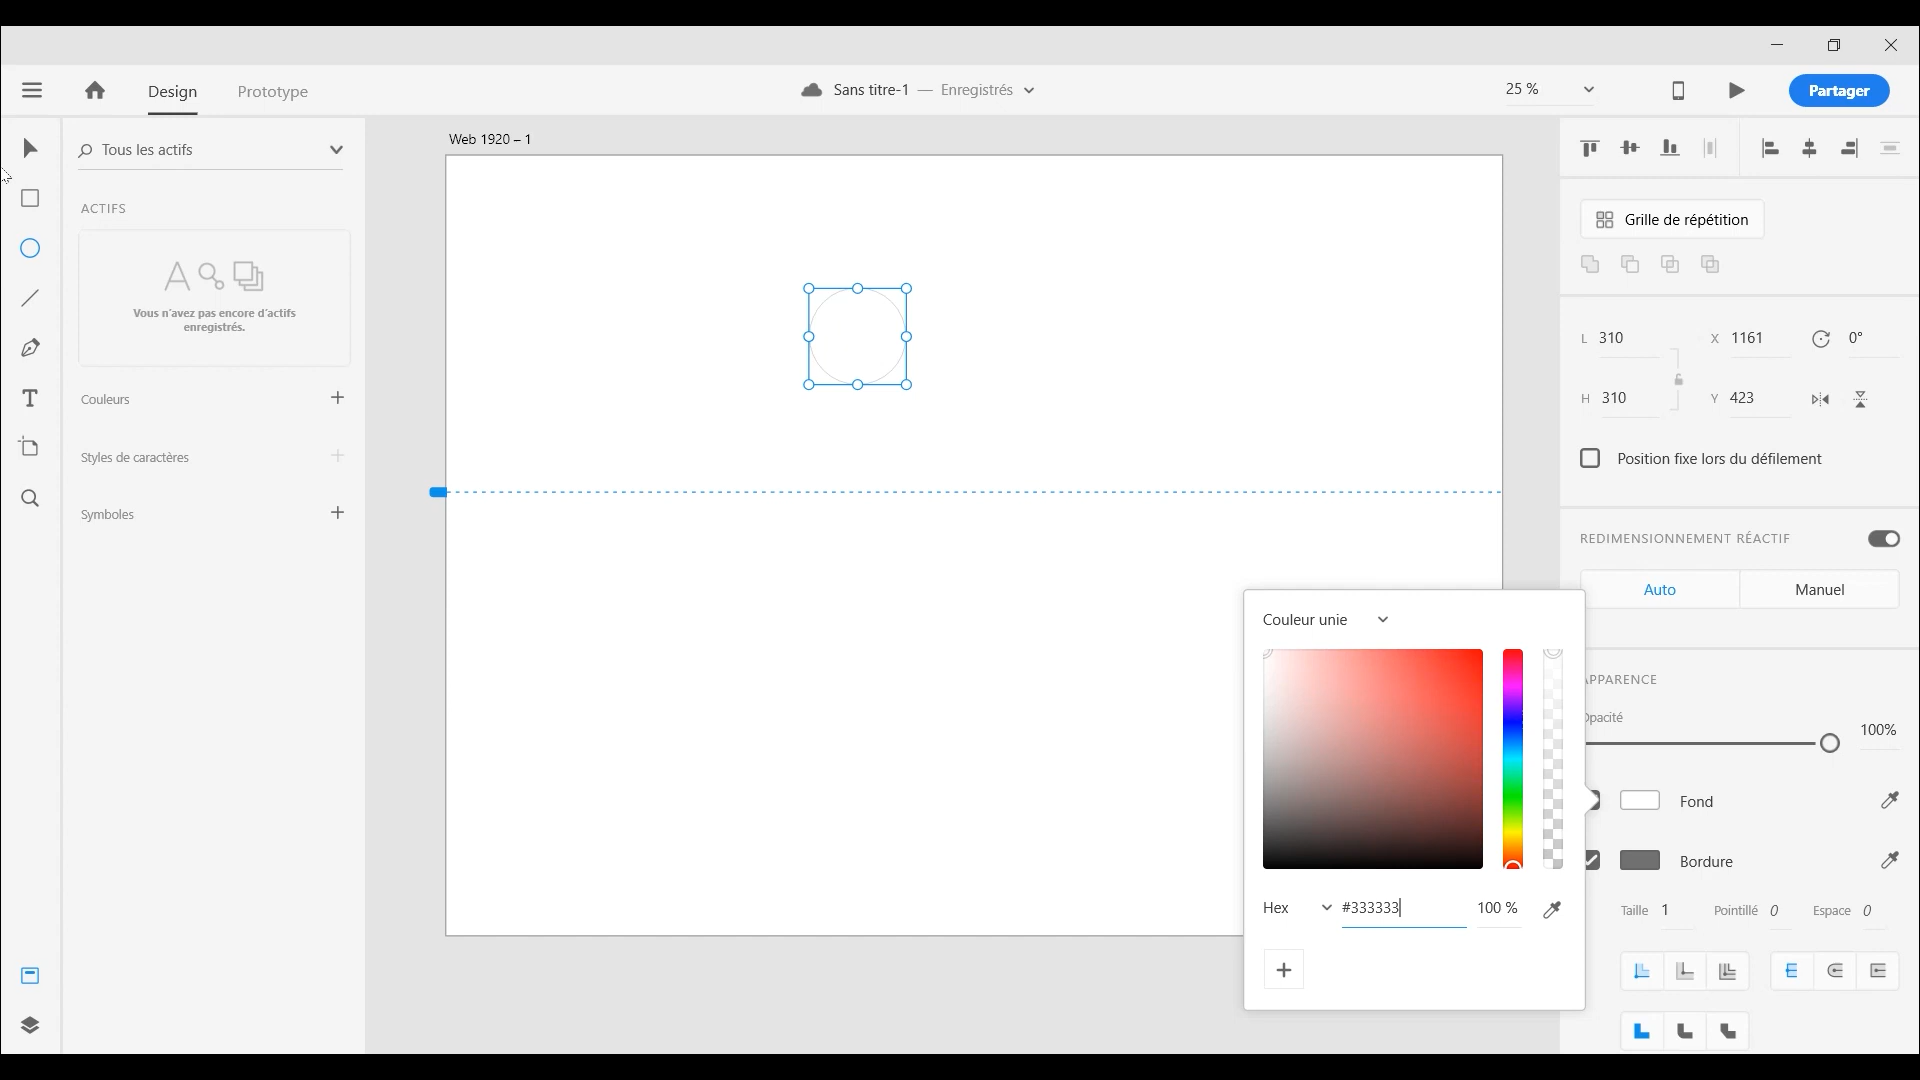 Design
Prototype
Sans titre-1 — Enregistrés
25 %
Partager
Tous les actifs
ACTIFS
Vous n'avez pas encore d'actifs
enregistrés.
Couleurs
Styles de caractères
Symboles
Web 1920 – 1
Grille de répétition
L 310
X 1161
0°
H 310
Y 423
Position fixe lors du défilement
REDIMENSIONNEMENT RÉACTIF
Auto
Manuel
Couleur unie
Hex
#333333
100 %
APPARENCE
Opacité
100%
Fond
Bordure
Taille 1
Pointillé 0
Espace 0